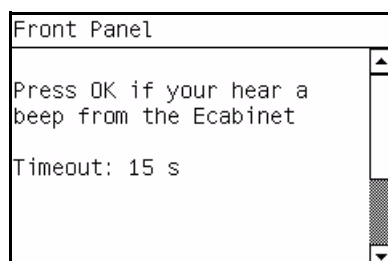 Front Panel
Press OK if your hear a
beep from the Ecabinet
Timeout: 15 s